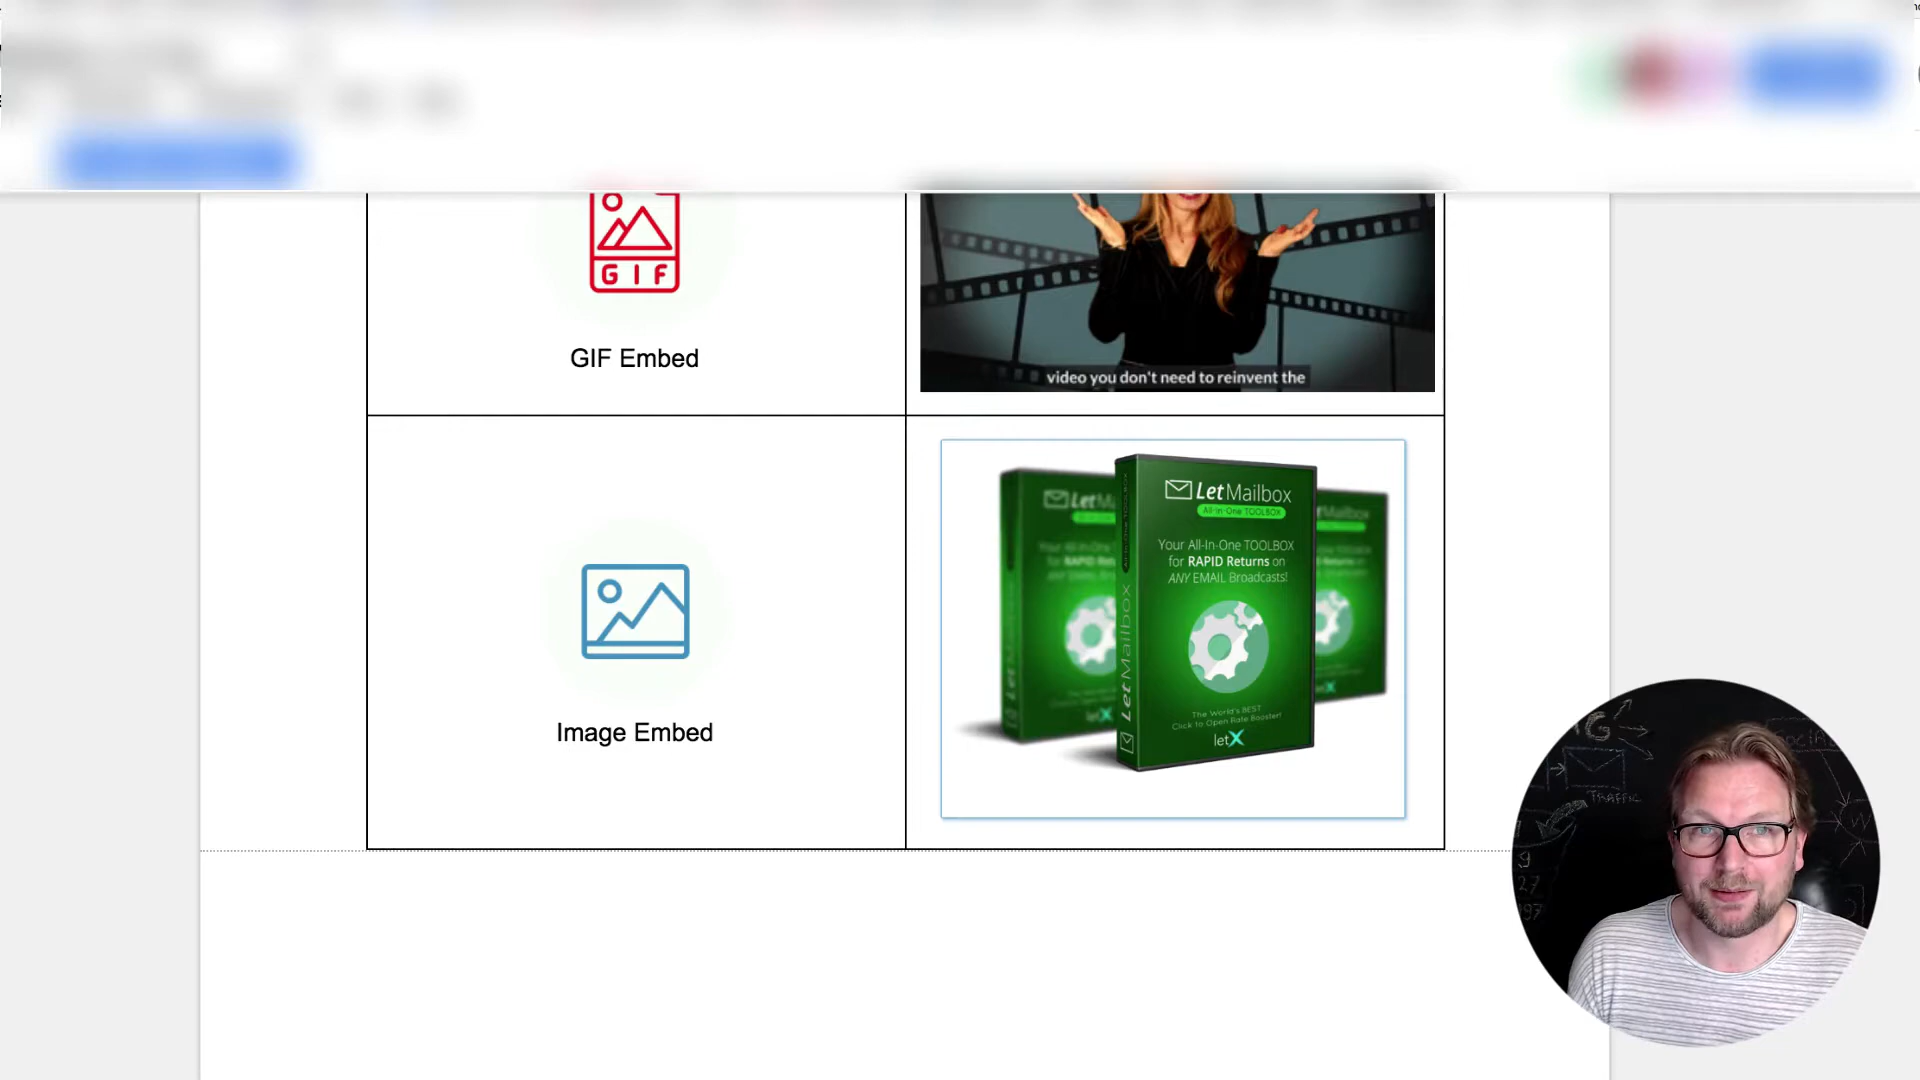 GIF
GIF Embed
video you don't need to reinvent the
LetMailbox
All-In-One TOOLBOX
Your All-In-One TOOLBOX
for RAPID Returns on
ANY EMAIL Broadcasts!
LetMailbox
The World's BEST
Click to Open Rate Booster!
letX
Image Embed
TRAFFIC